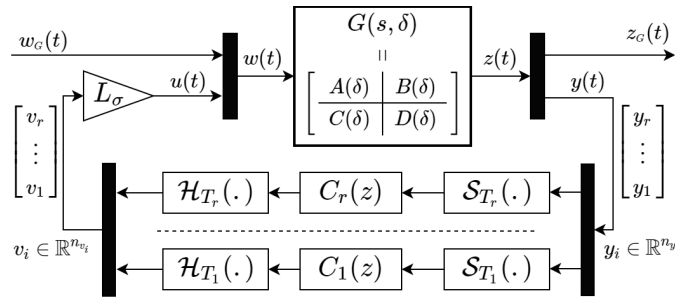 w_G(t)
G(s, δ)
z_G(t)
=
L_σ
u(t)
w(t)
A(δ) B(δ)
C(δ) D(δ)
z(t)
y(t)
v_r
⋮
v_1
y_r
⋮
y_1
H_{T_r}(.)
C_r(z)
S_{T_r}(.)
v_i ∈ ℝ^{n_{v_i}}
y_i ∈ ℝ^{n_y}
H_{T_1}(.)
C_1(z)
S_{T_1}(.)